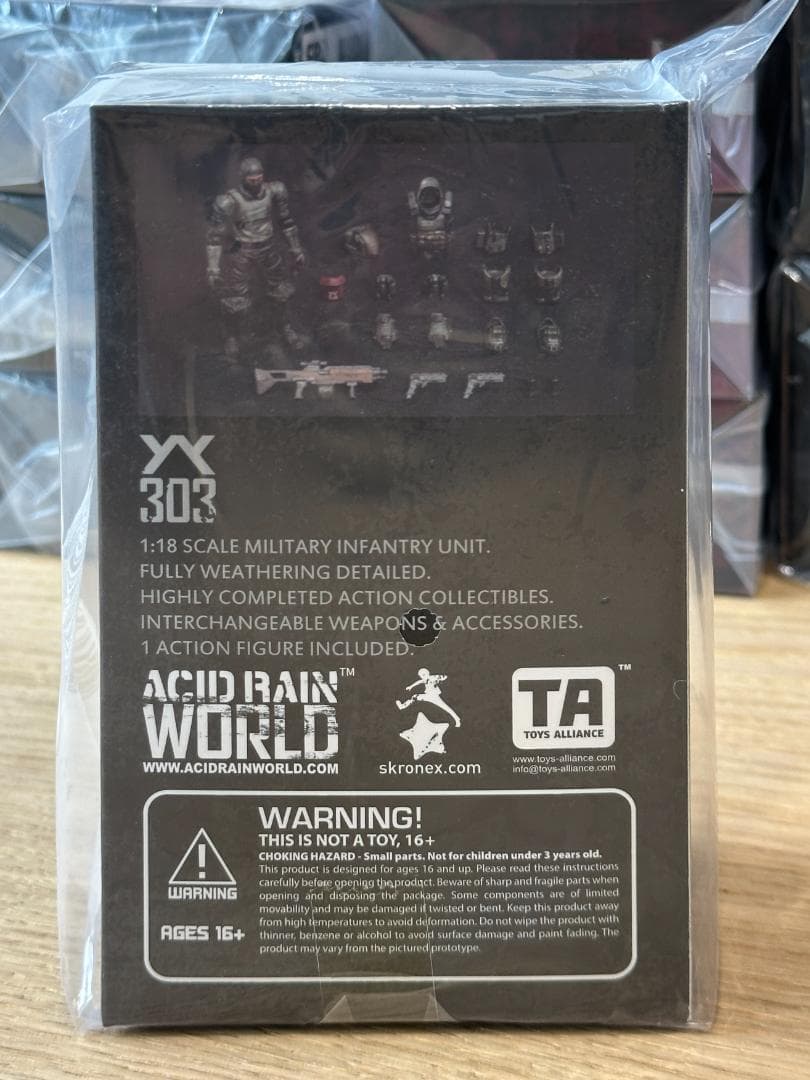 303
1:18 SCALE MILITARY INFANTRY UNIT.
FULLY WEATHERING DETAILED.
HIGHLY COMPLETED ACTION COLLECTIBLES.
INTERCHANGEABLE WEAPONS & ACCESSORIES.
1 ACTION FIGURE INCLUDED.
ACID RAIN™
WORLD
WWW.ACIDRAINWORLD.COM
skronex.com
TA™
TOYS ALLIANCE
www.toys-alliance.com
info@toys-alliance.com
WARNING!
THIS IS NOT A TOY, 16+
CHOKING HAZARD - Small parts. Not for children under 3 years old.
This product is designed for ages 16 and up. Please read these instructions
carefully before opening the product. Beware of sharp and fragile parts when
opening and disposing the package. Some components are of limited
movability and may be damaged if twisted or bent. Keep this product away
from high temperatures to avoid deformation. Do not wipe the product with
thinner, benzene or alcohol to avoid surface damage and paint fading. The
product may vary from the pictured prototype.
WARNING
AGES 16+